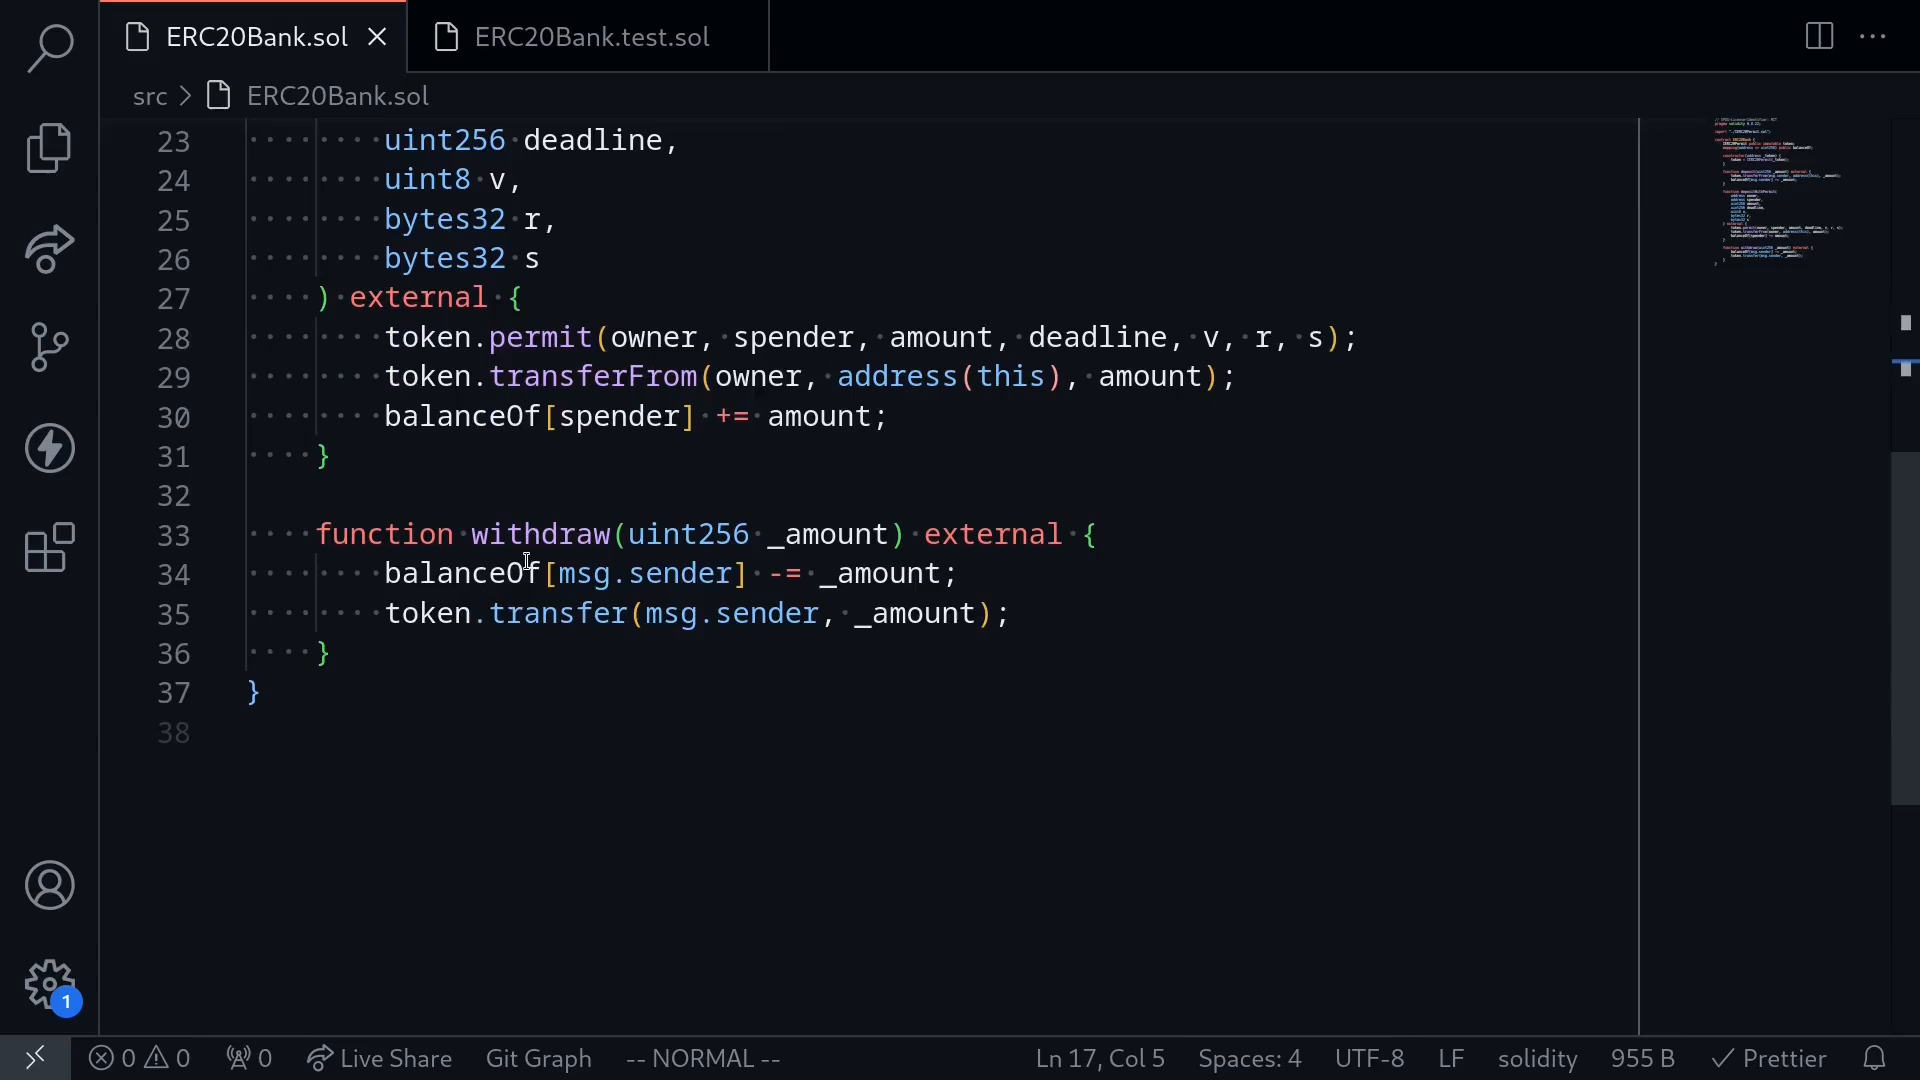 ERC20Bank.sol
ERC20Bank.test.sol
src > ERC20Bank.sol
23 uint256 deadline,
24 uint8 v,
25 bytes32 r,
26 bytes32 s
27 ) external {
28 token.permit(owner, spender, amount, deadline, v, r, s);
29 token.transferFrom(owner, address(this), amount);
30 balanceOf[spender] += amount;
31 }
32
33 function withdraw(uint256 _amount) external {
34 balanceOf[msg.sender] -= _amount;
35 token.transfer(msg.sender, _amount);
36 }
37 }
38
1
0 0 0 Live Share Git Graph -- NORMAL -- Ln 17, Col 5 Spaces: 4 UTF-8 LF solidity 955 B Prettier